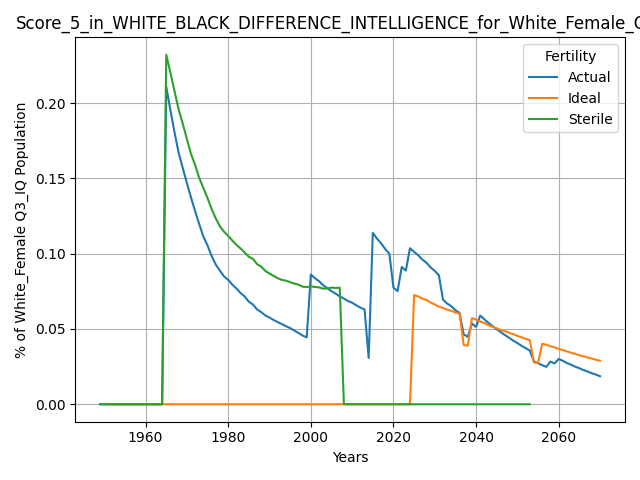 Score_5_in_WHITE_BLACK_DIFFERENCE_INTELLIGENCE_for_White_Female_
Fertility
Actual
Ideal
Sterile
% of White_Female Q3_IQ Population
0.20
0.15
0.10
0.05
0.00
1960
1980
2000
2020
2040
2060
Years